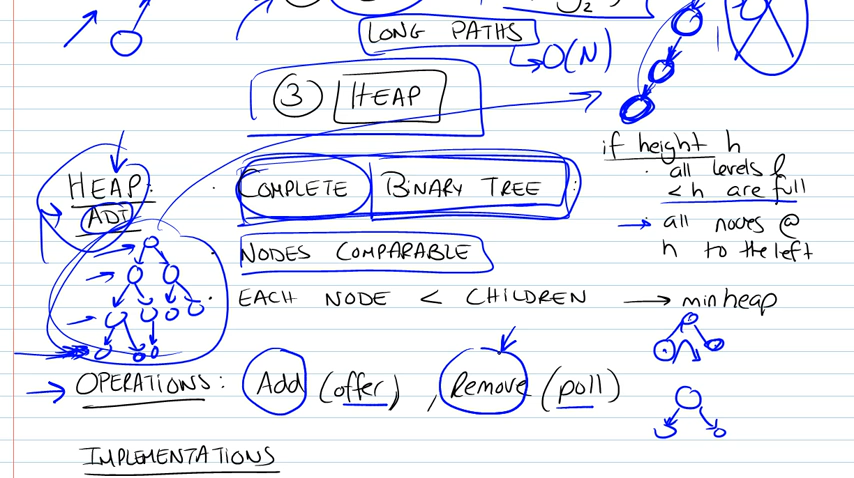 LONG PATHS
→ O(N)
③ HEAP
HEAP:
ADT
COMPLETE BINARY TREE :
if height h
· all levels l
< h are full
→ all nodes @
h to the left
· NODES COMPARABLE
· EACH NODE < CHILDREN → min heap
→ OPERATIONS : Add (offer) , Remove (poll)
IMPLEMENTATIONS